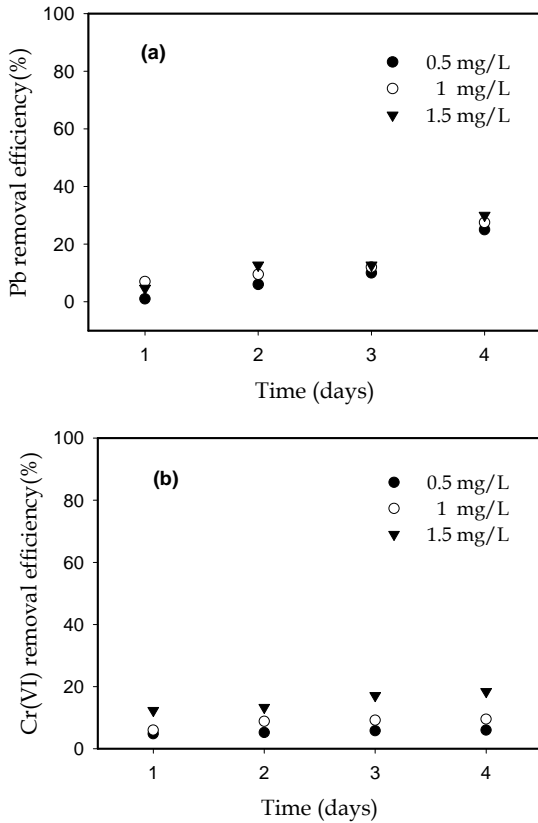 100
(a)
0.5 mg/L
80
1 mg/L
1.5 mg/L
60
40
20
0
Pb removal efficiency(%)
1 2 3 4
Time (days)
100
(b)
0.5 mg/L
80
1 mg/L
1.5 mg/L
60
40
20
0
Cr(VI) removal efficiency(%)
1 2 3 4
Time (days)